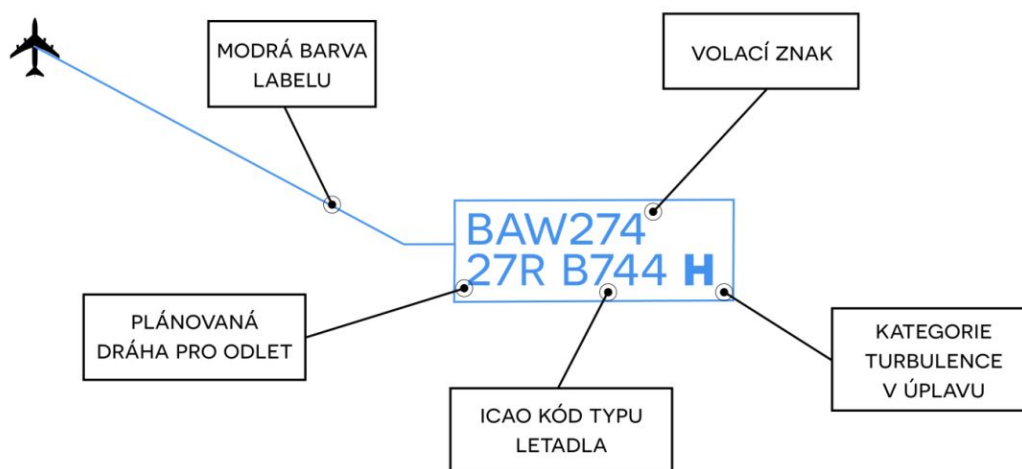 MODRÁ BARVA
LABELU
VOLACÍ ZNAK
BAW274
27R B744 H
PLÁNOVANÁ
DRÁHA PRO ODLET
ICAO KÓD TYPU
LETADLA
KATEGORIE
TURBULENCE
V ÚPLAVU